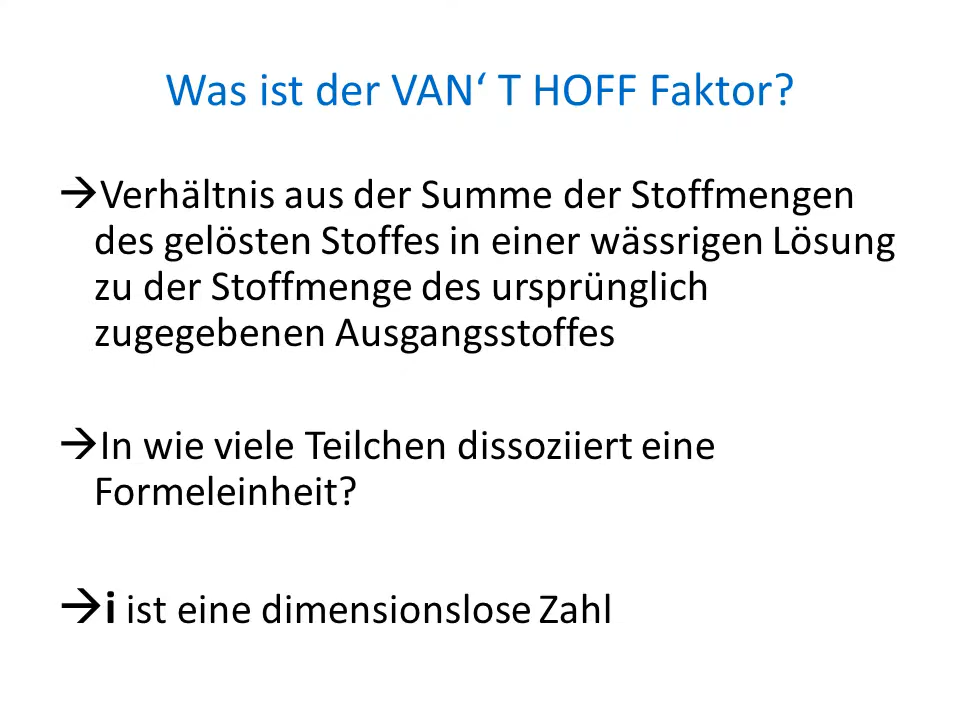 Was ist der VAN‘ T HOFF Faktor?
→Verhältnis aus der Summe der Stoffmengen
des gelösten Stoffes in einer wässrigen Lösung
zu der Stoffmenge des ursprünglich
zugegebenen Ausgangsstoffes
→In wie viele Teilchen dissoziiert eine
Formeleinheit?
→i ist eine dimensionslose Zahl